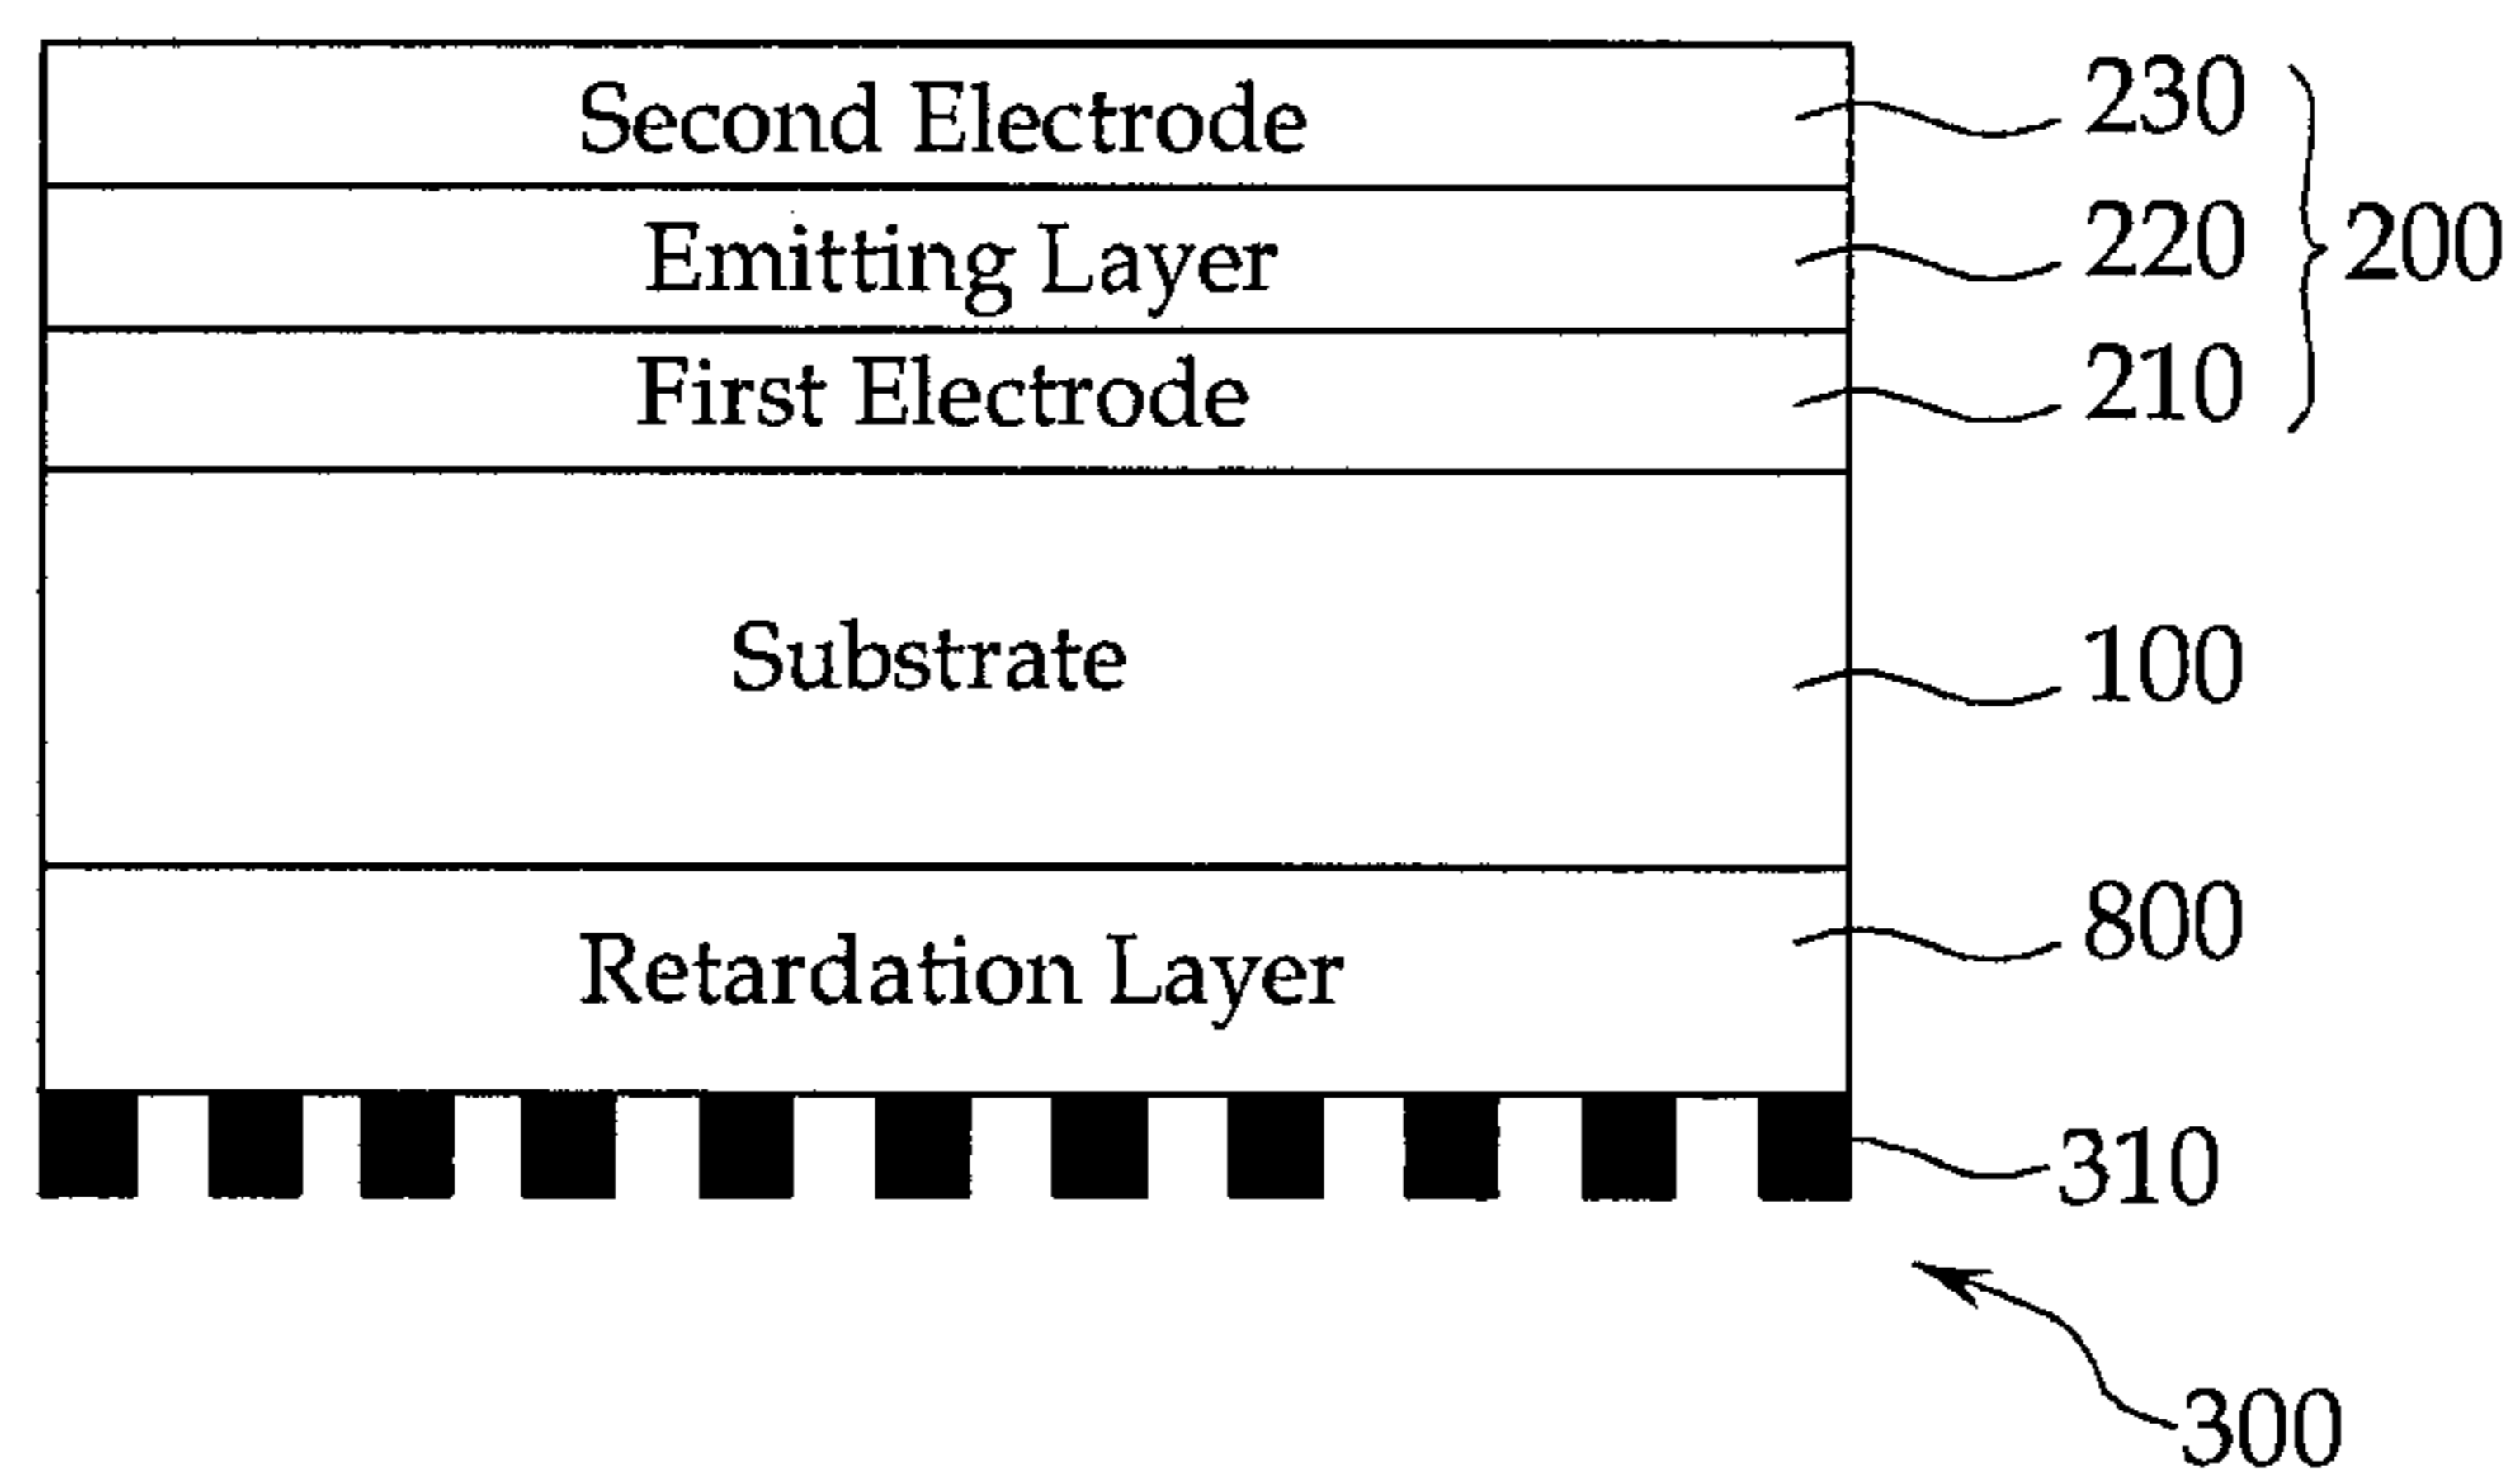 Second Electrode 230
Emitting Layer 220 200
First Electrode 210
Substrate 100
Retardation Layer 800
310
300